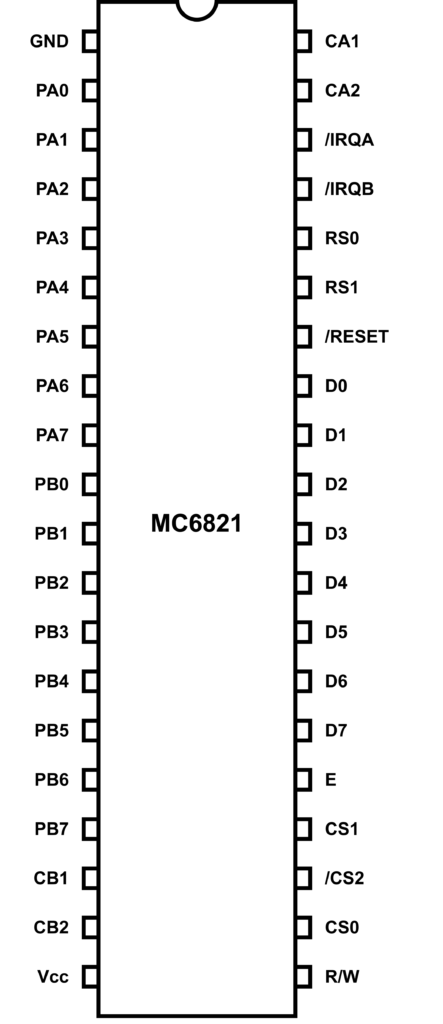 GND CA1
PA0 CA2
PA1 /IRQA
PA2 /IRQB
PA3 RS0
PA4 RS1
PA5 /RESET
PA6 D0
PA7 D1
PB0 D2
MC6821
PB1 D3
PB2 D4
PB3 D5
PB4 D6
PB5 D7
PB6 E
PB7 CS1
CB1 /CS2
CB2 CS0
Vcc R/W